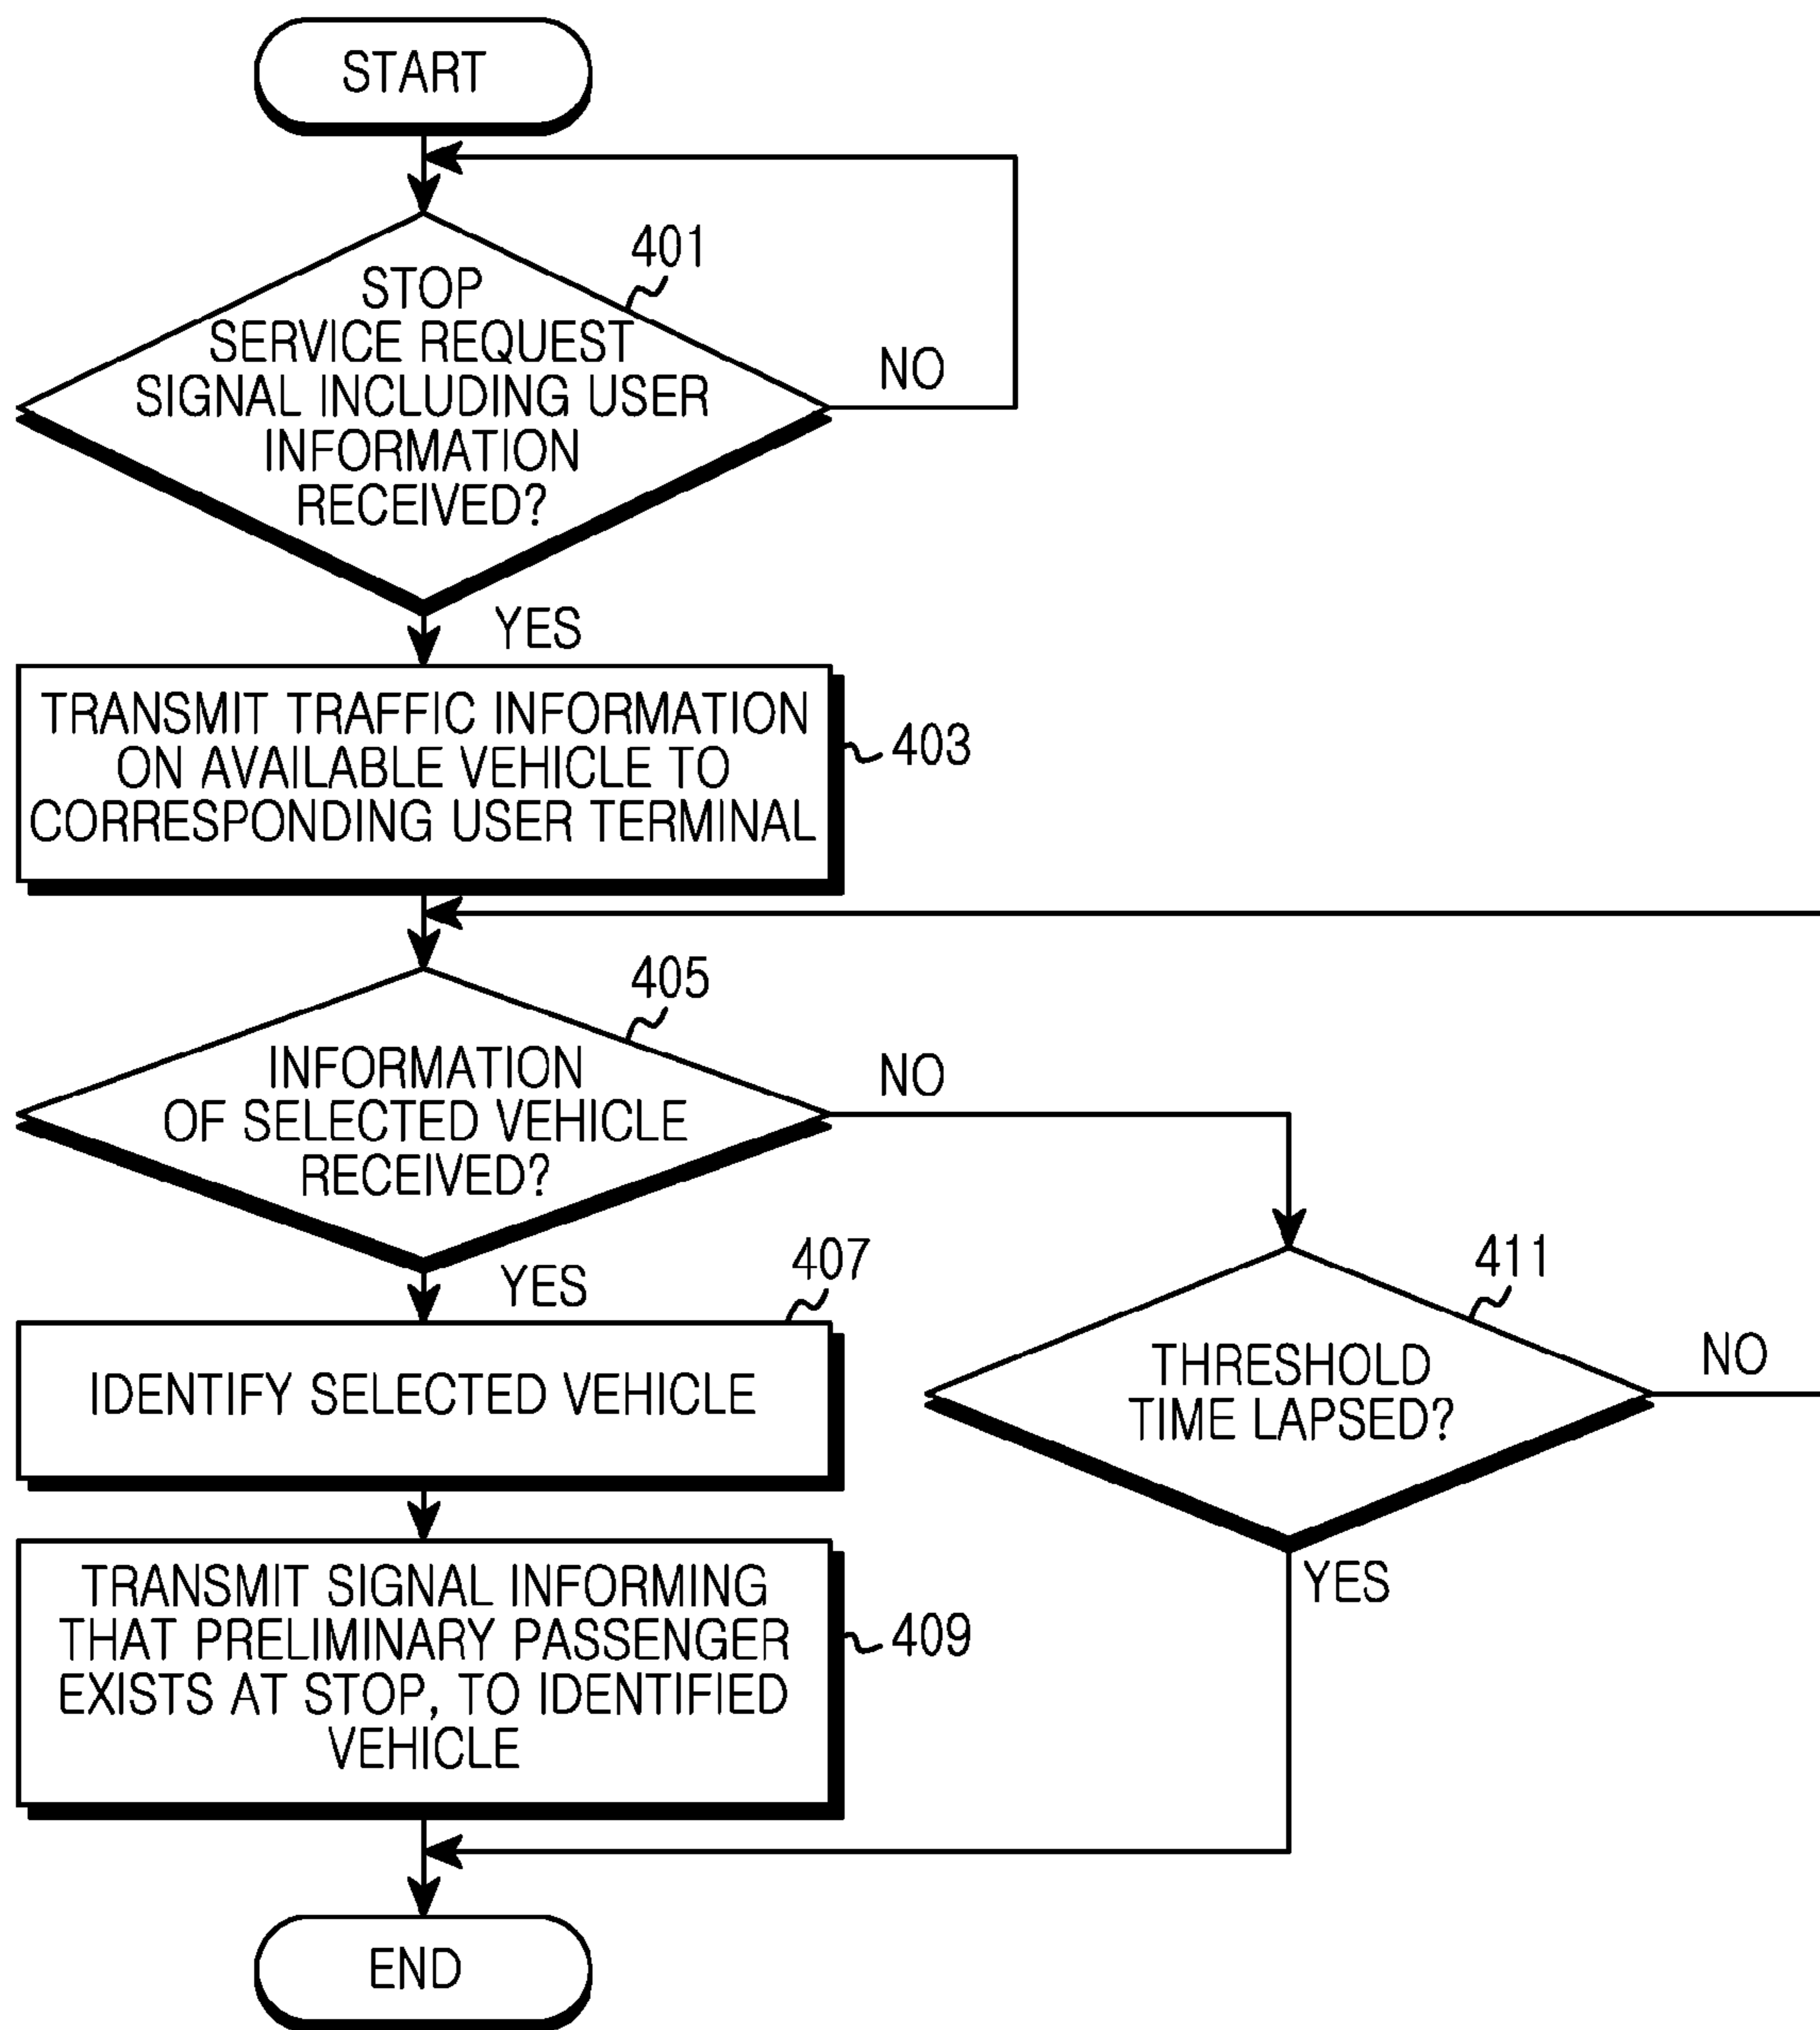 START
401
STOP
SERVICE REQUEST
SIGNAL INCLUDING USER
INFORMATION
RECEIVED?
NO
YES
TRANSMIT TRAFFIC INFORMATION
ON AVAILABLE VEHICLE TO
CORRESPONDING USER TERMINAL
403
405
INFORMATION
OF SELECTED VEHICLE
RECEIVED?
NO
YES
407
IDENTIFY SELECTED VEHICLE
411
THRESHOLD
TIME LAPSED?
NO
YES
TRANSMIT SIGNAL INFORMING
THAT PRELIMINARY PASSENGER
EXISTS AT STOP, TO IDENTIFIED
VEHICLE
409
END